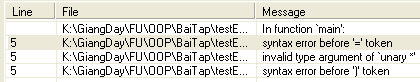 Line File Message
K:\GiangDay\FU\OOP\BaiTap\testE... In function `main':
5 K:\GiangDay\FU\OOP\BaiTap\testE... syntax error before '=' token
5 K:\GiangDay\FU\OOP\BaiTap\testE... invalid type argument of `unary *'
5 K:\GiangDay\FU\OOP\BaiTap\testE... syntax error before ')' token